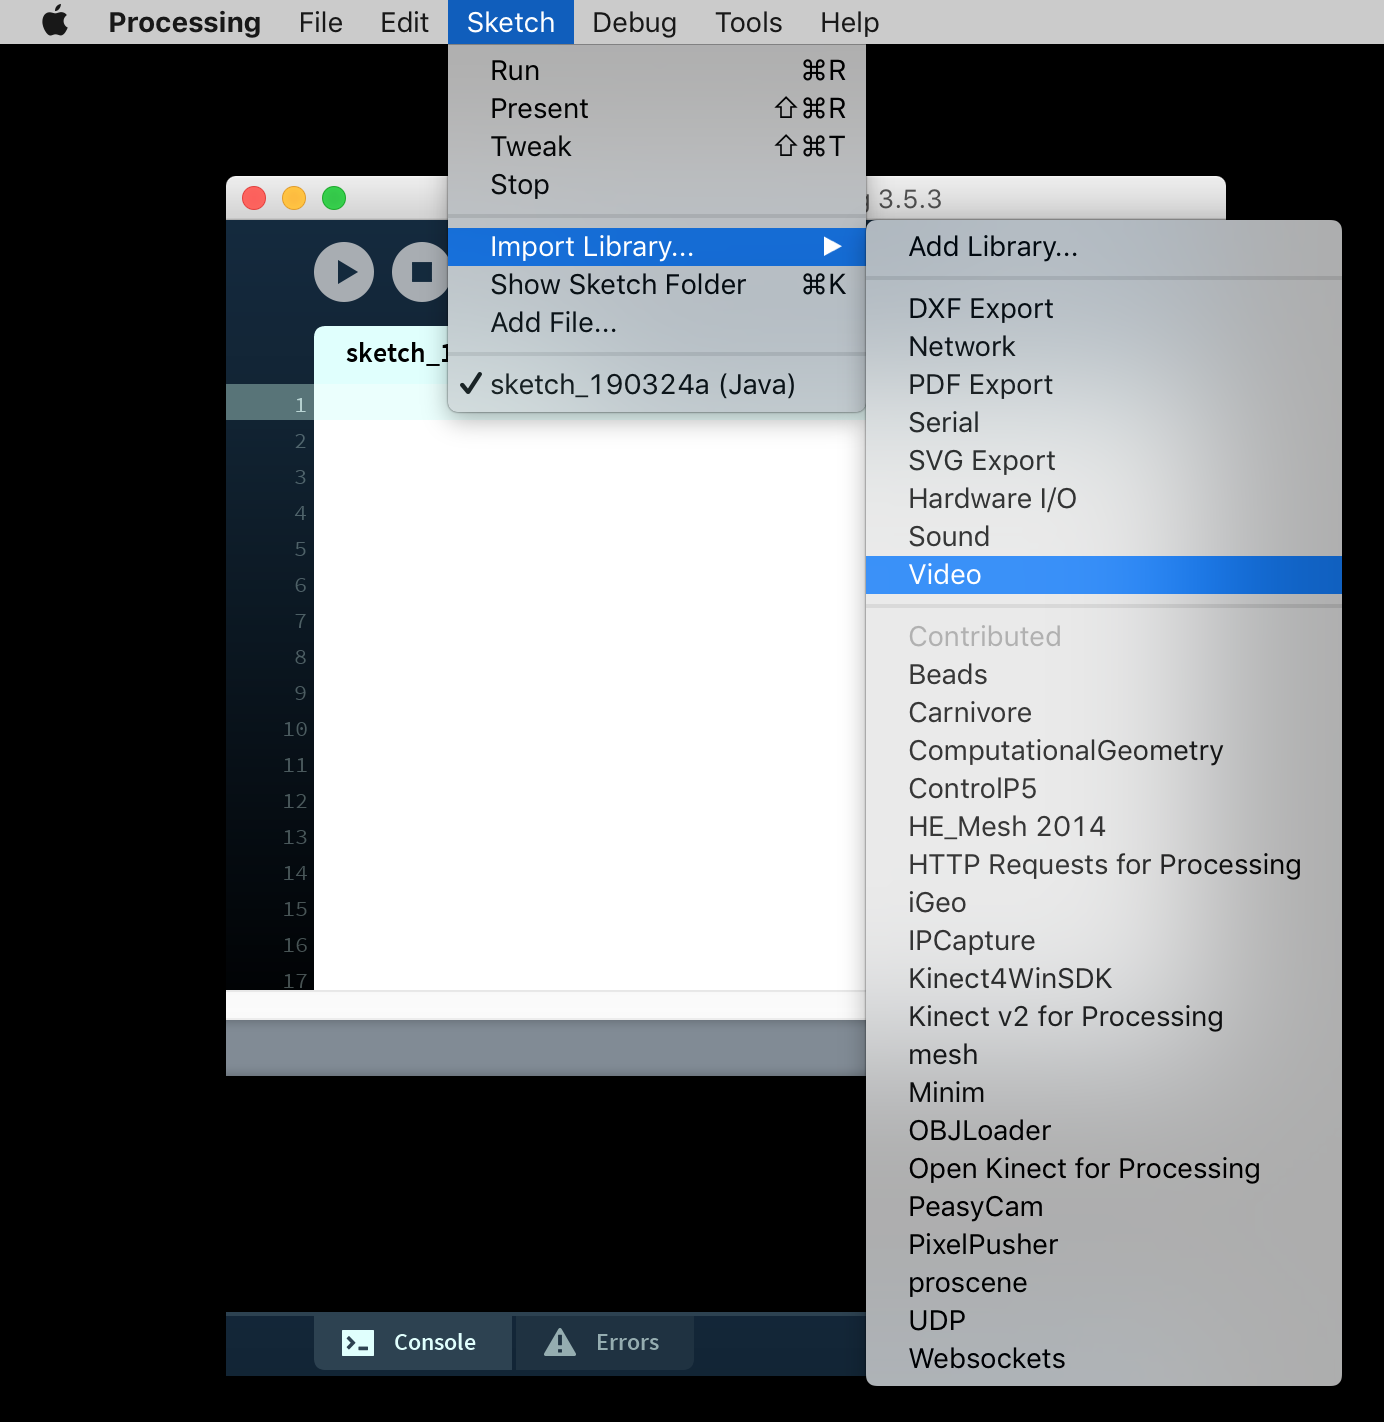 Processing File Edit Sketch Debug Tools Help
Run ⌘R
Present ⇧⌘R
Tweak ⇧⌘T
Stop
3.5.3
Import Library... ▶
Show Sketch Folder ⌘K
Add File...
✓ sketch_190324a (Java)
Add Library...
DXF Export
Network
PDF Export
Serial
SVG Export
Hardware I/O
Sound
Video
Contributed
Beads
Carnivore
ComputationalGeometry
ControlP5
HE_Mesh 2014
HTTP Requests for Processing
iGeo
IPCapture
Kinect4WinSDK
Kinect v2 for Processing
mesh
Minim
OBJLoader
Open Kinect for Processing
PeasyCam
PixelPusher
proscene
UDP
Websockets
sketch_1
1
2
3
4
5
6
7
8
9
10
11
12
13
14
15
16
17
Console Errors